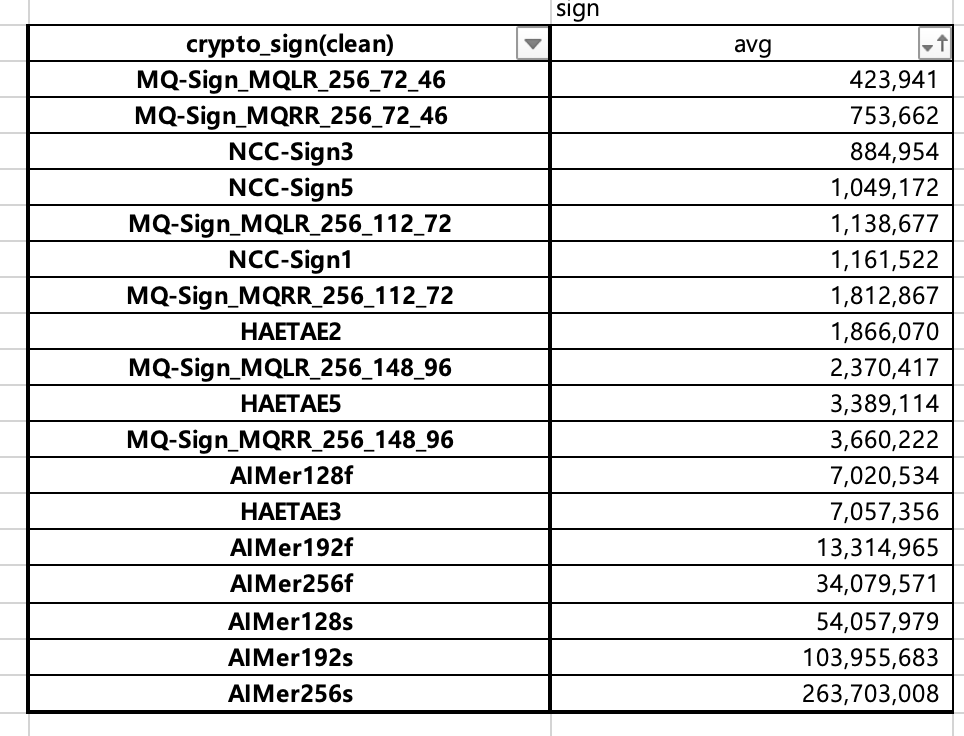 sign
crypto_sign(clean) avg
MQ-Sign_MQLR_256_72_46 423,941
MQ-Sign_MQRR_256_72_46 753,662
NCC-Sign3 884,954
NCC-Sign5 1,049,172
MQ-Sign_MQLR_256_112_72 1,138,677
NCC-Sign1 1,161,522
MQ-Sign_MQRR_256_112_72 1,812,867
HAETAE2 1,866,070
MQ-Sign_MQLR_256_148_96 2,370,417
HAETAE5 3,389,114
MQ-Sign_MQRR_256_148_96 3,660,222
AIMer128f 7,020,534
HAETAE3 7,057,356
AIMer192f 13,314,965
AIMer256f 34,079,571
AIMer128s 54,057,979
AIMer192s 103,955,683
AIMer256s 263,703,008